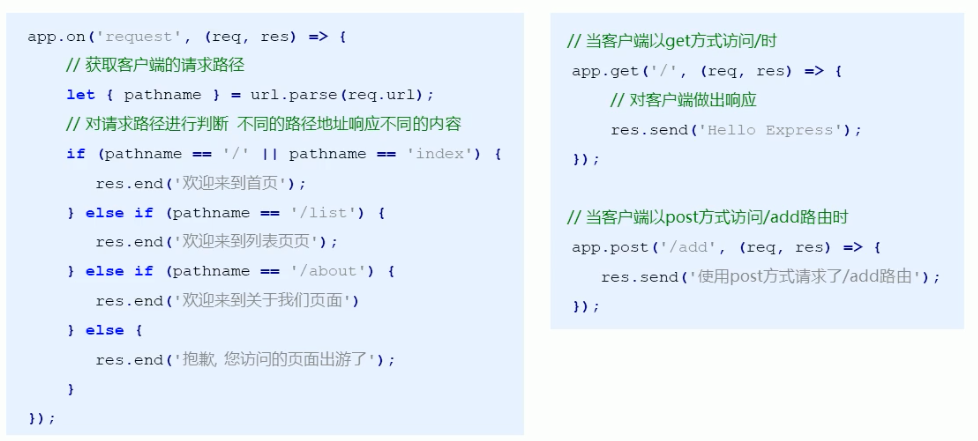 app.on('request', (req, res) => {
// 获取客户端的请求路径
let { pathname } = url.parse(req.url);
// 对请求路径进行判断 不同的路径地址响应不同的内容
if (pathname == '/' || pathname == 'index') {
res.end('欢迎来到首页');
} else if (pathname == '/list') {
res.end('欢迎来到列表页页');
} else if (pathname == '/about') {
res.end('欢迎来到关于我们页面')
} else {
res.end('抱歉, 您访问的页面出游了');
}
});
// 当客户端以get方式访问/时
app.get('/', (req, res) => {
// 对客户端做出响应
res.send('Hello Express');
});
// 当客户端以post方式访问/add路由时
app.post('/add', (req, res) => {
res.send('使用post方式请求了/add路由');
});